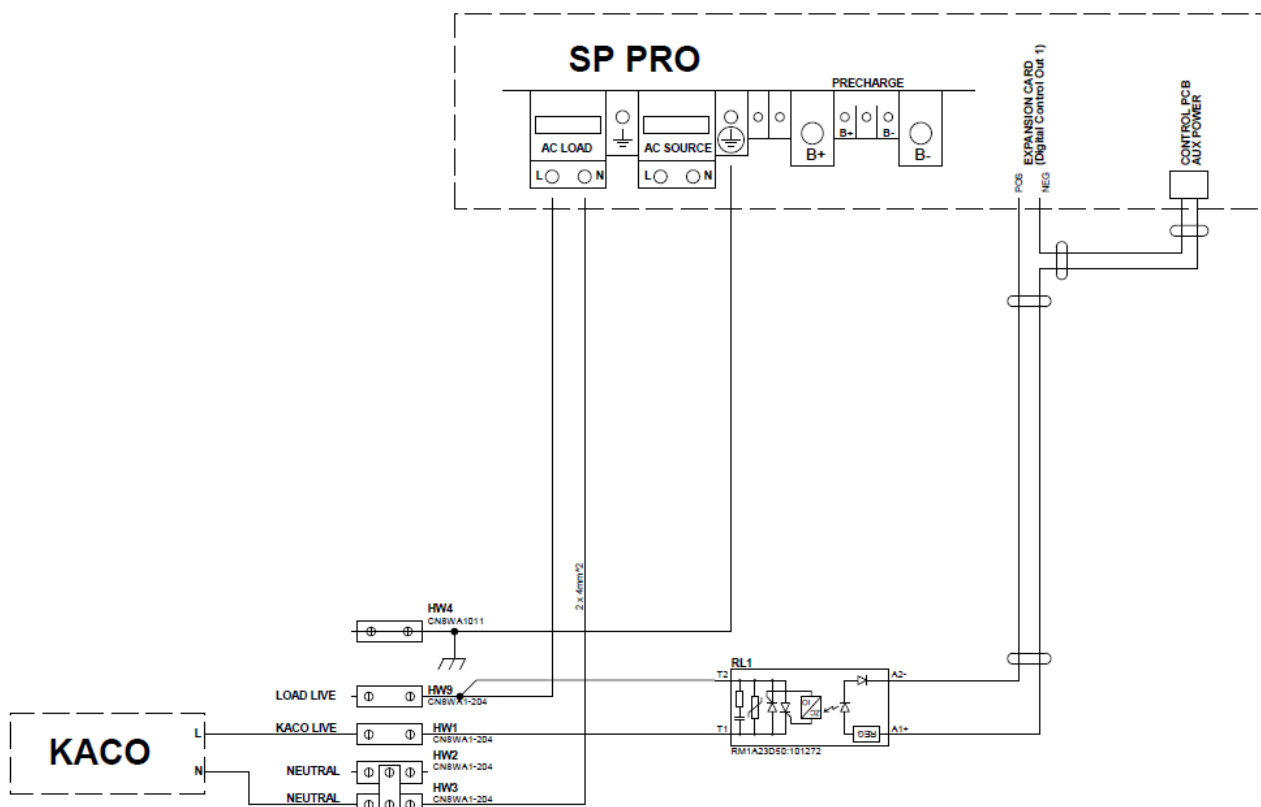 SP PRO
PRECHARGE
EXPANSION CARD
(Digital Control Out 1)
CONTROL PCB
AUX POWER
AC LOAD
AC SOURCE
B+
B-
B+
B-
L
N
L
N
POS
NEG
2 x 4mm^2
HW4
CN8WA1011
RL1
T2
A2-
LOAD LIVE
HW9
CN8WA1-204
KACO
L
KACO LIVE
HW1
CN8WA1-204
T1
REG
A1+
RM1A23D50:101272
HW2
CN8WA1-204
N
NEUTRAL
HW3
CN8WA1-204
NEUTRAL